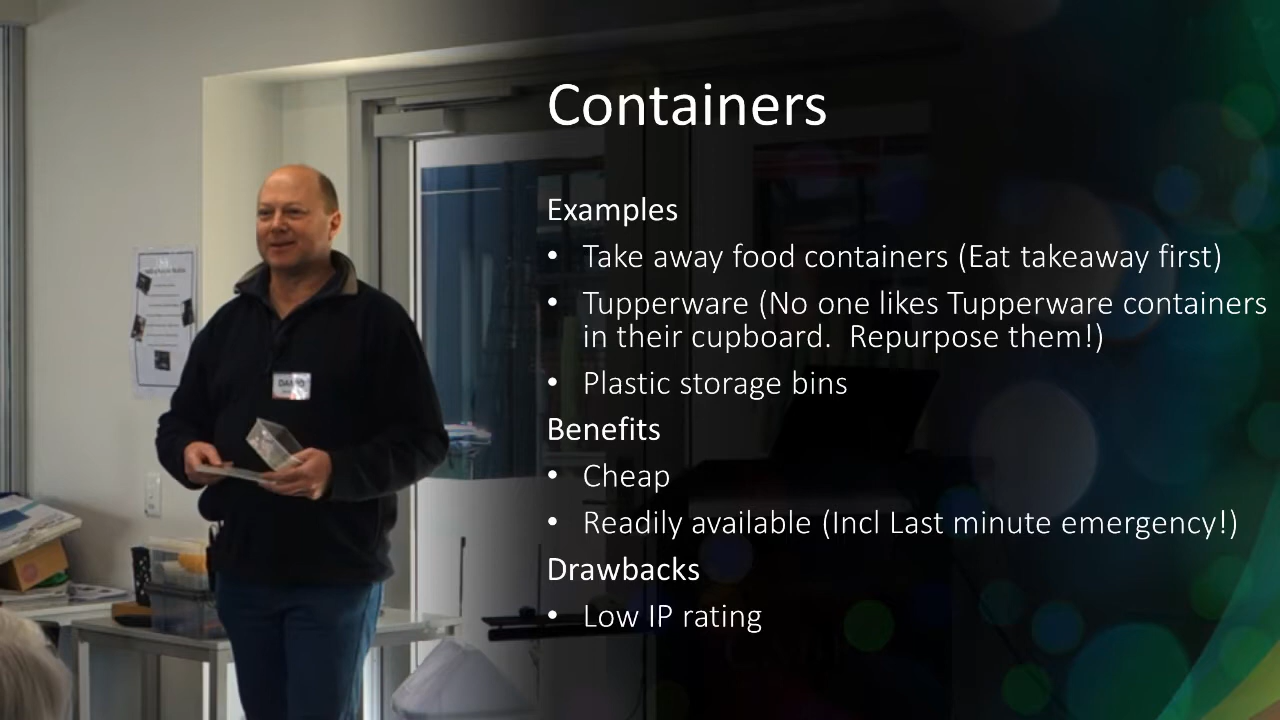 Containers
Examples
• Take away food containers (Eat takeaway first)
• Tupperware (No one likes Tupperware containers
in their cupboard.  Repurpose them!)
• Plastic storage bins
Benefits
• Cheap
• Readily available (Incl Last minute emergency!)
Drawbacks
• Low IP rating